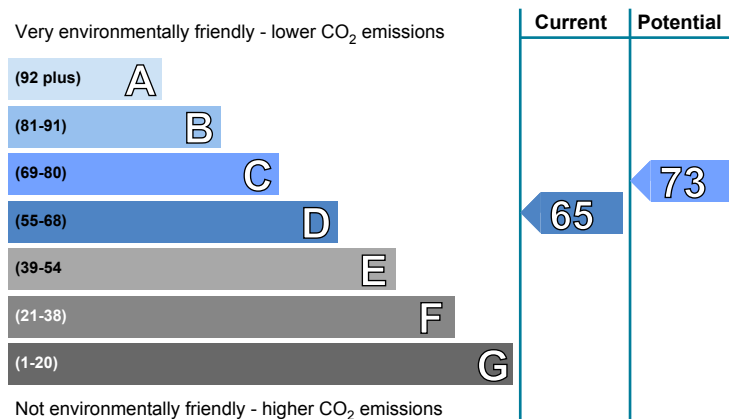 Current Potential
Very environmentally friendly - lower CO2 emissions
(92 plus) A
(81-91) B
(69-80) C
73
(55-68) D
65
(39-54 E
(21-38) F
(1-20) G
Not environmentally friendly - higher CO2 emissions